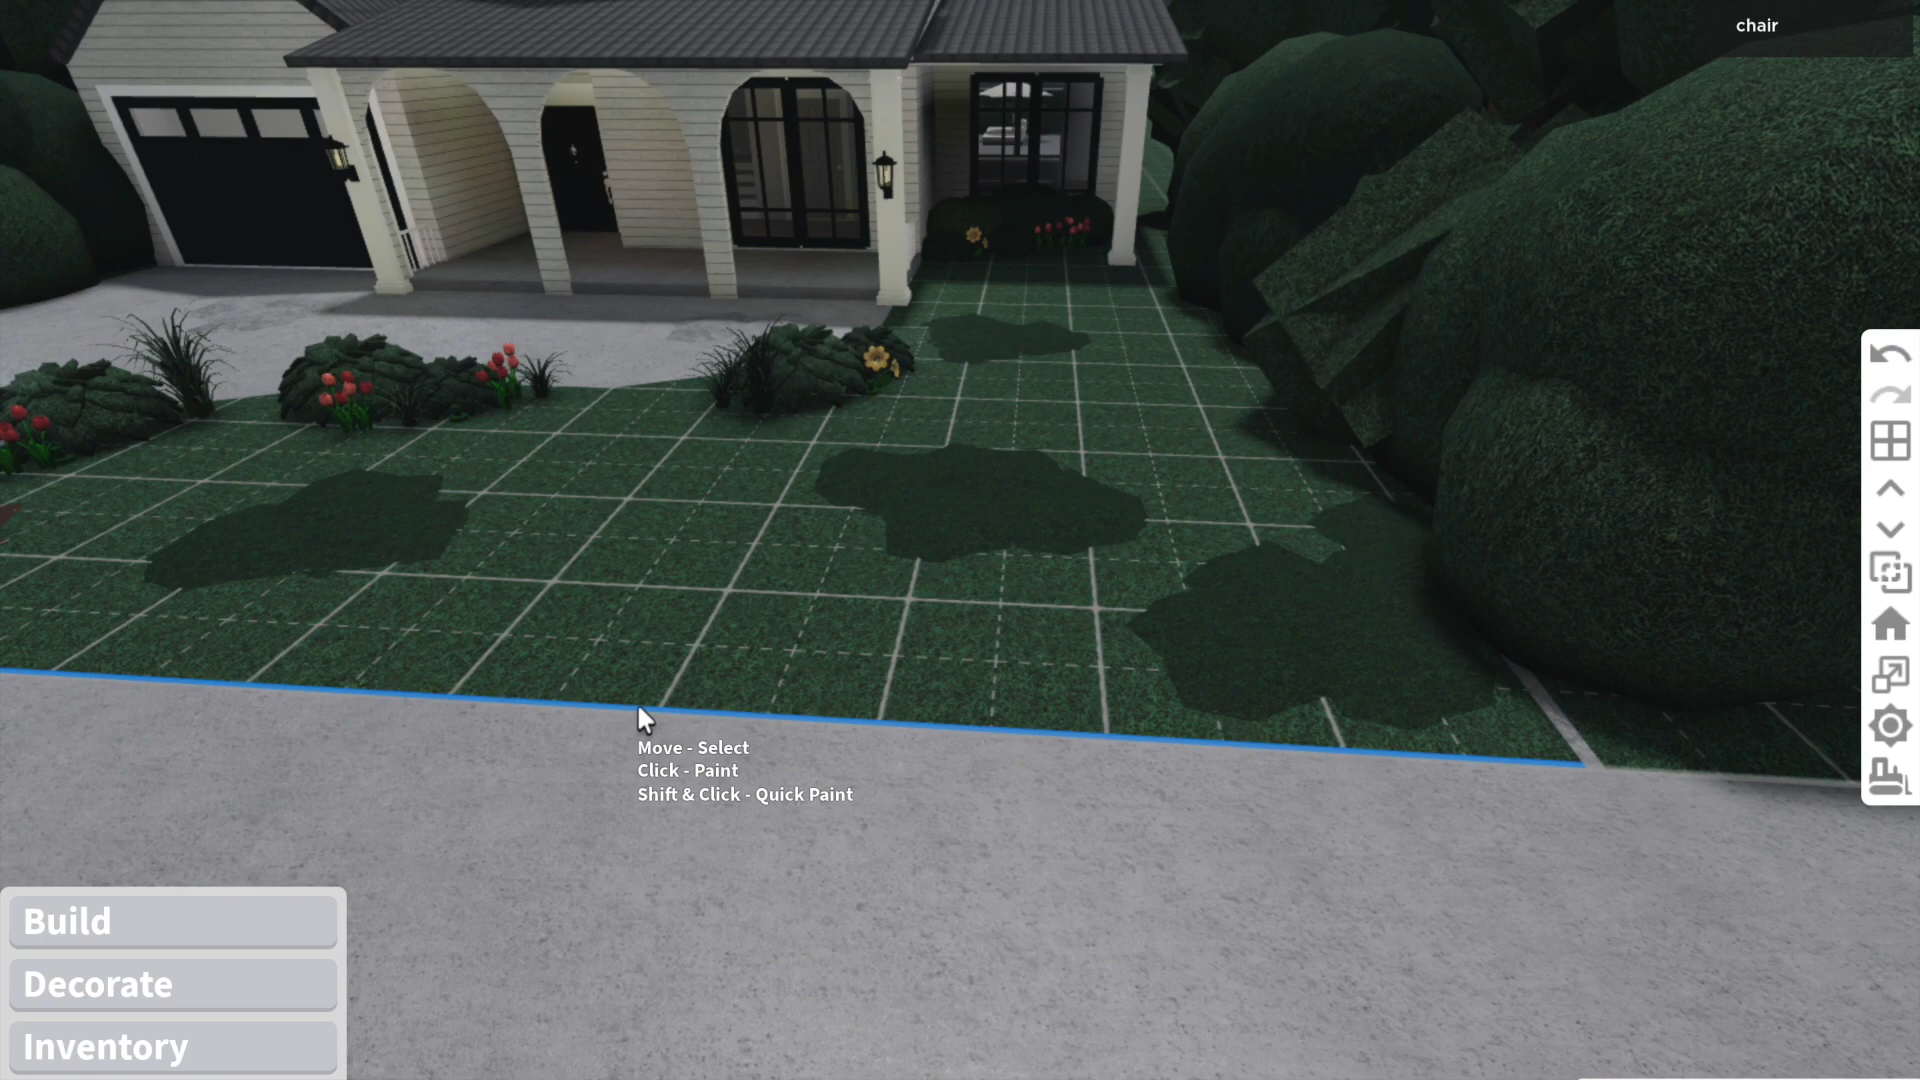 chair
Move - Select
Click - Paint
Shift & Click - Quick Paint
Build
Decorate
Inventory